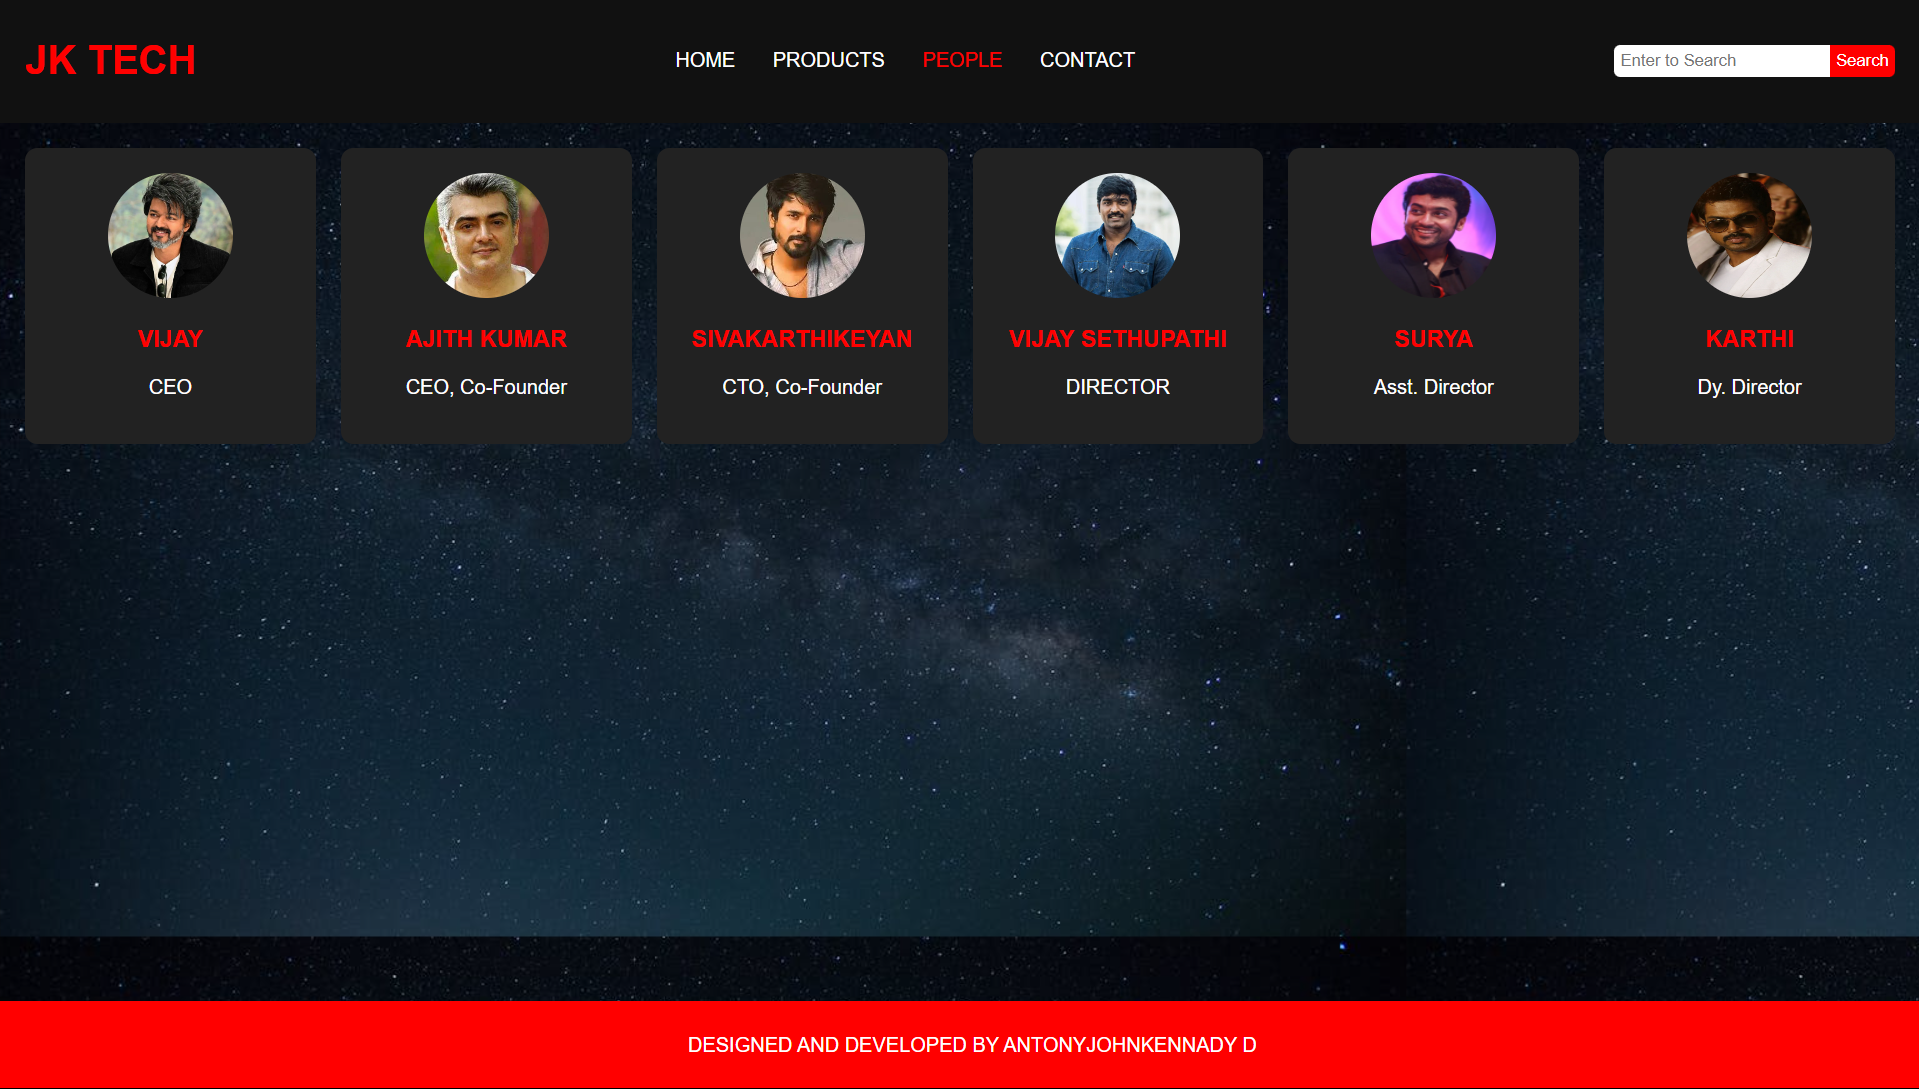 JK TECH
HOME PRODUCTS PEOPLE CONTACT
Enter to Search Search
VIJAY
CEO
AJITH KUMAR
CEO, Co-Founder
SIVAKARTHIKEYAN
CTO, Co-Founder
VIJAY SETHUPATHI
DIRECTOR
SURYA
Asst. Director
KARTHI
Dy. Director
DESIGNED AND DEVELOPED BY ANTONYJOHNKENNADY D